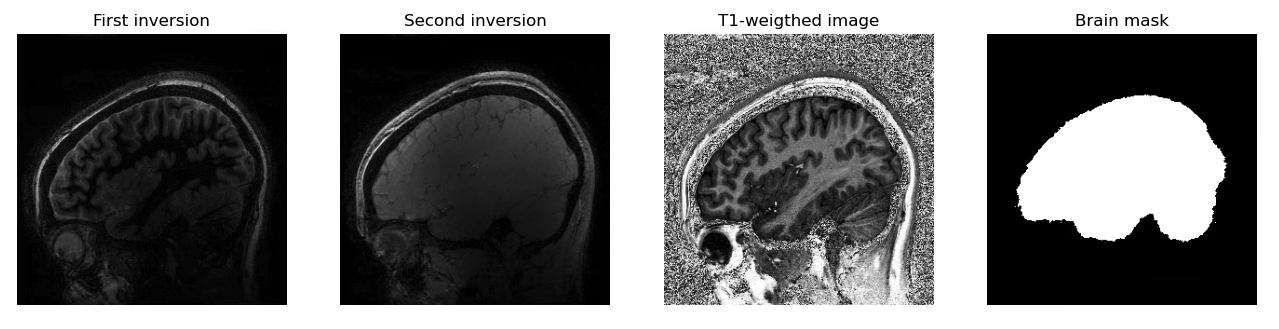 First inversion
Second inversion
T1-weigthed image
Brain mask